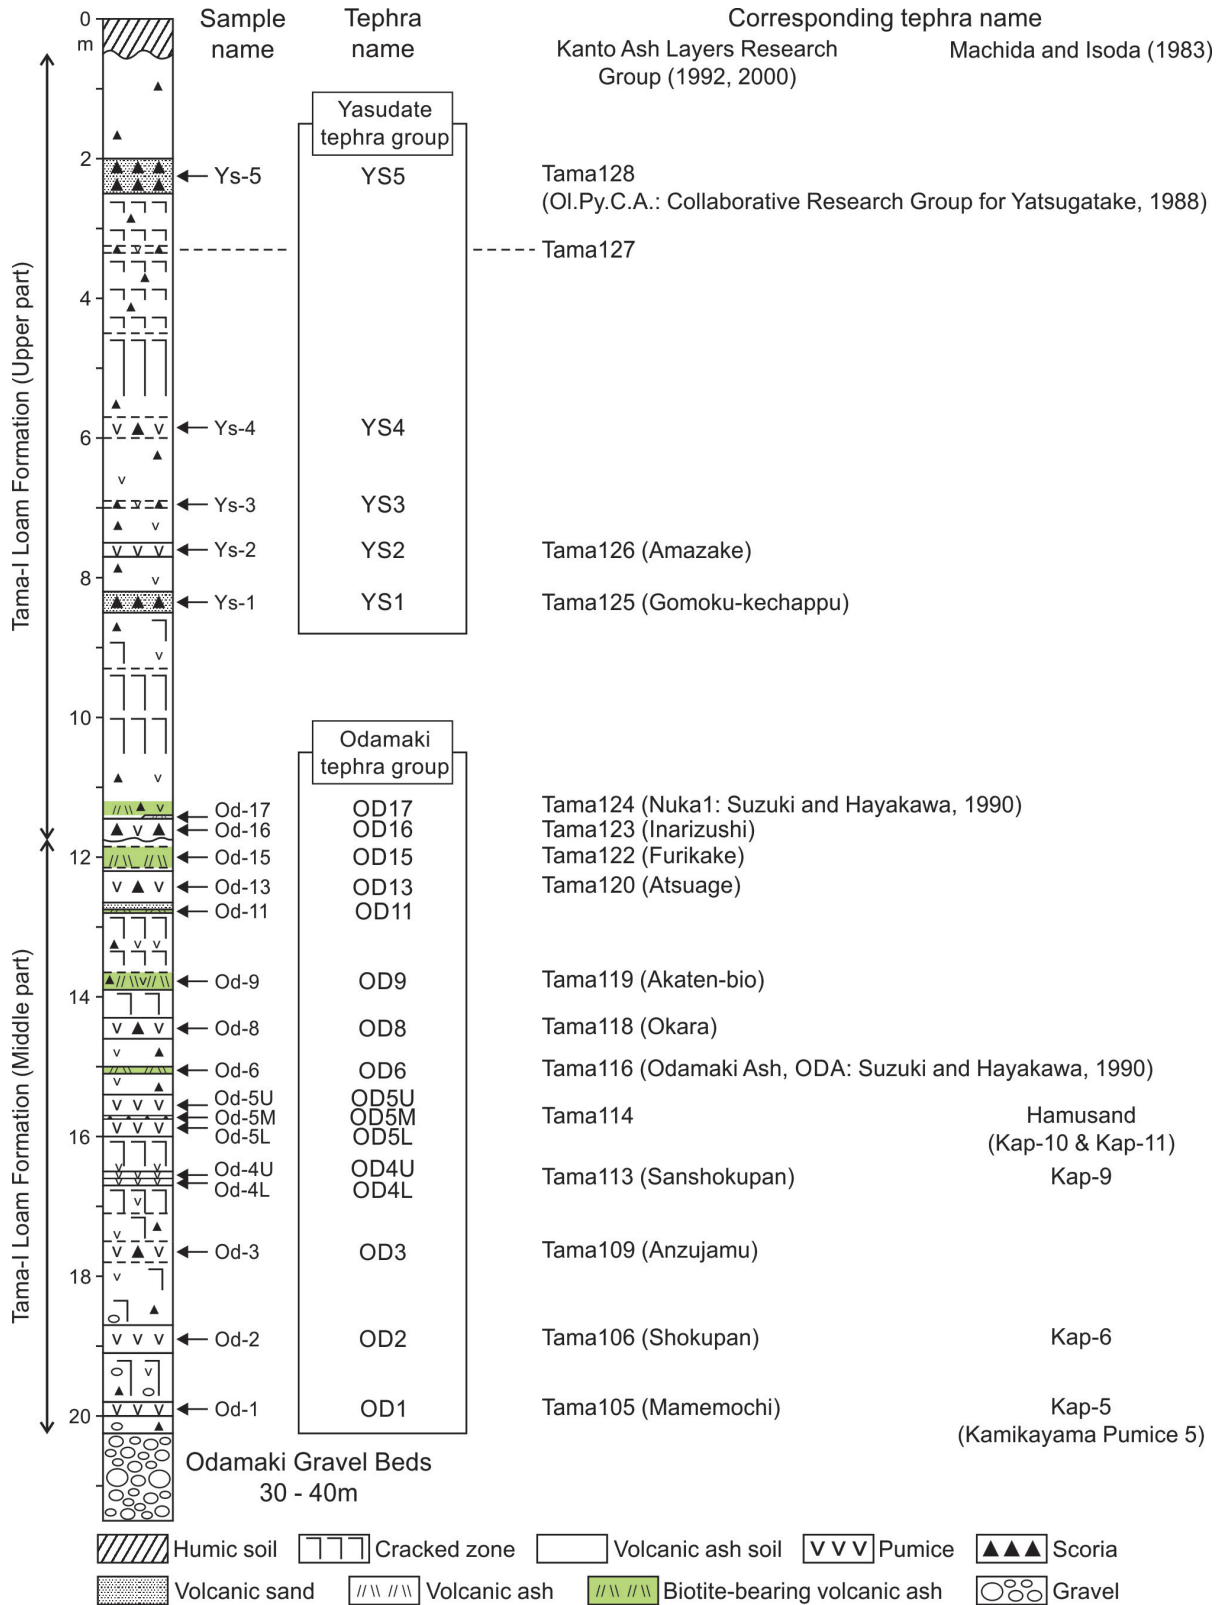 Sample name
Tephra name
Corresponding tephra name
Kanto Ash Layers Research
Group (1992, 2000)
Machida and Isoda (1983)
0
m
2
4
6
8
10
12
14
16
18
20
Tama-I Loam Formation (Upper part)
Tama-I Loam Formation (Middle part)
Yasudate
tephra group
Ys-5 YS5 Tama128
(Ol.Py.C.A.: Collaborative Research Group for Yatsugatake, 1988)
Tama127
Ys-4 YS4
Ys-3 YS3
Ys-2 YS2 Tama126 (Amazake)
Ys-1 YS1 Tama125 (Gomoku-kechappu)
Odamaki
tephra group
Od-17 OD17 Tama124 (Nuka1: Suzuki and Hayakawa, 1990)
Od-16 OD16 Tama123 (Inarizushi)
Od-15 OD15 Tama122 (Furikake)
Od-13 OD13 Tama120 (Atsuage)
Od-11 OD11
Od-9 OD9 Tama119 (Akaten-bio)
Od-8 OD8 Tama118 (Okara)
Od-6 OD6 Tama116 (Odamaki Ash, ODA: Suzuki and Hayakawa, 1990)
Od-5U OD5U
Od-5M OD5M Tama114 Hamusand
Od-5L OD5L (Kap-10 & Kap-11)
Od-4U OD4U Tama113 (Sanshokupan) Kap-9
Od-4L OD4L
Od-3 OD3 Tama109 (Anzujamu)
Od-2 OD2 Tama106 (Shokupan) Kap-6
Od-1 OD1 Tama105 (Mamemochi) Kap-5
(Kamikayama Pumice 5)
Odamaki Gravel Beds
30 - 40m
Humic soil Cracked zone Volcanic ash soil Pumice Scoria
Volcanic sand Volcanic ash Biotite-bearing volcanic ash Gravel